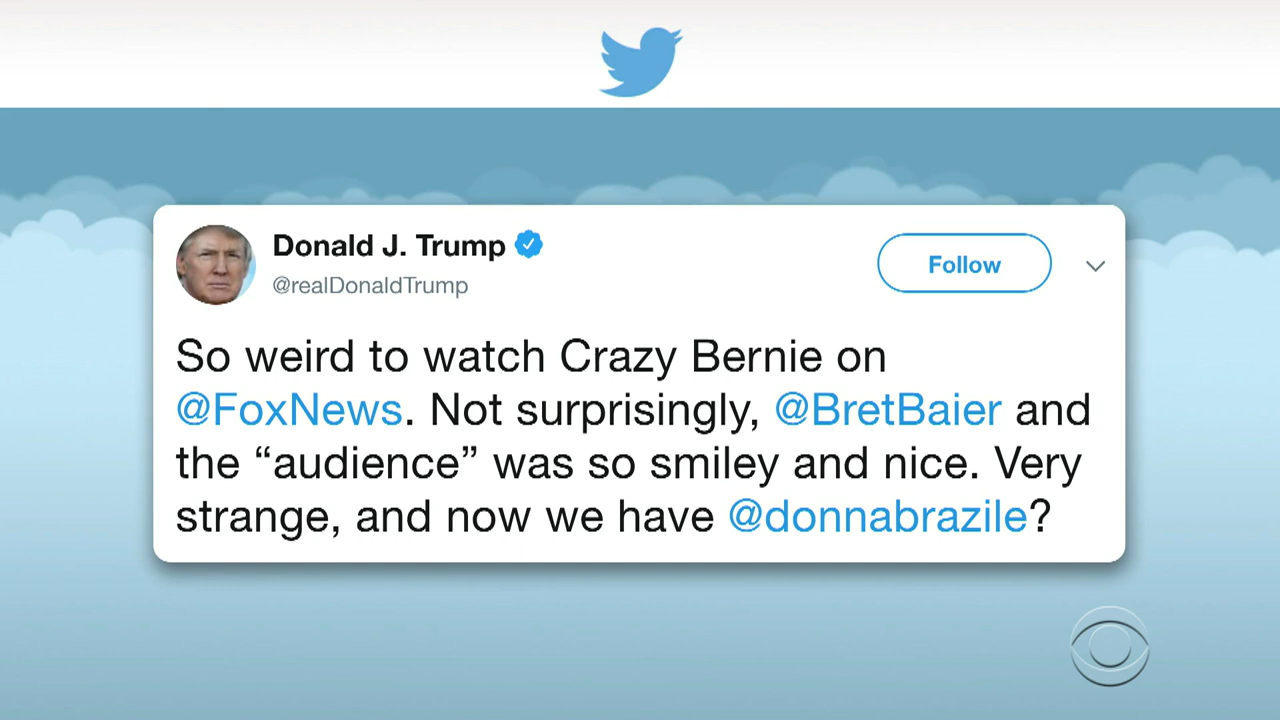 Donald J. Trump
@realDonaldTrump
Follow
So weird to watch Crazy Bernie on
@FoxNews. Not surprisingly, @BretBaier and
the “audience” was so smiley and nice. Very
strange, and now we have @donnabrazile?